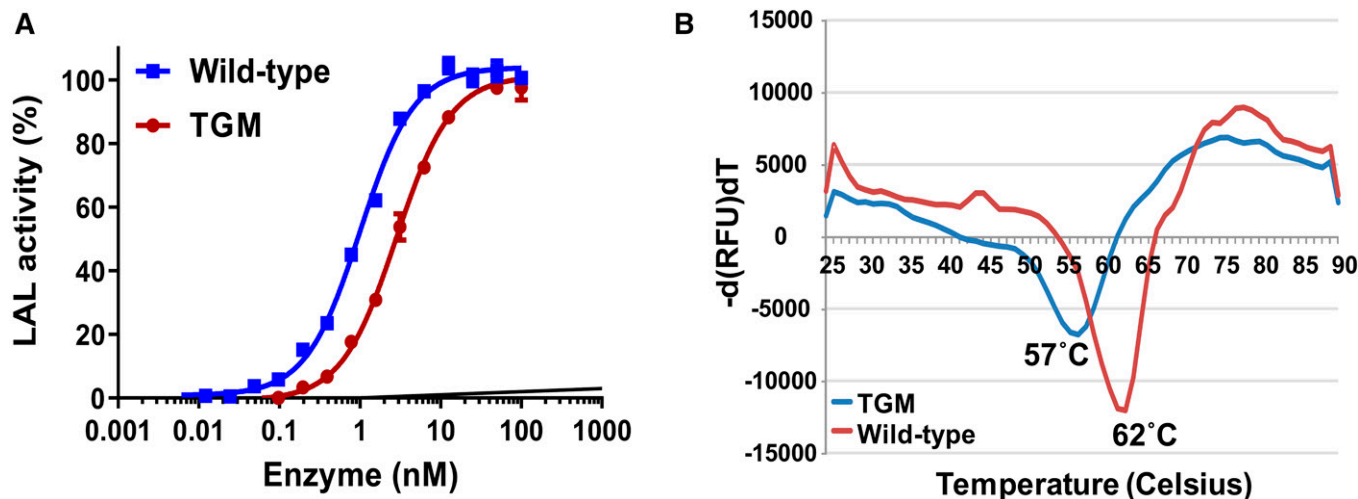 A
Wild-type
TGM
LAL activity (%)
100
80
60
40
20
0
0.001 0.01 0.1 1 10 100 1000
Enzyme (nM)
B
-d((RFU)dT
15000
10000
5000
0
-5000
-10000
-15000
25 30 35 40 45 50 55 60 65 70 75 80 85 90
57˚C
62˚C
TGM
Wild-type
Temperature (Celsius)